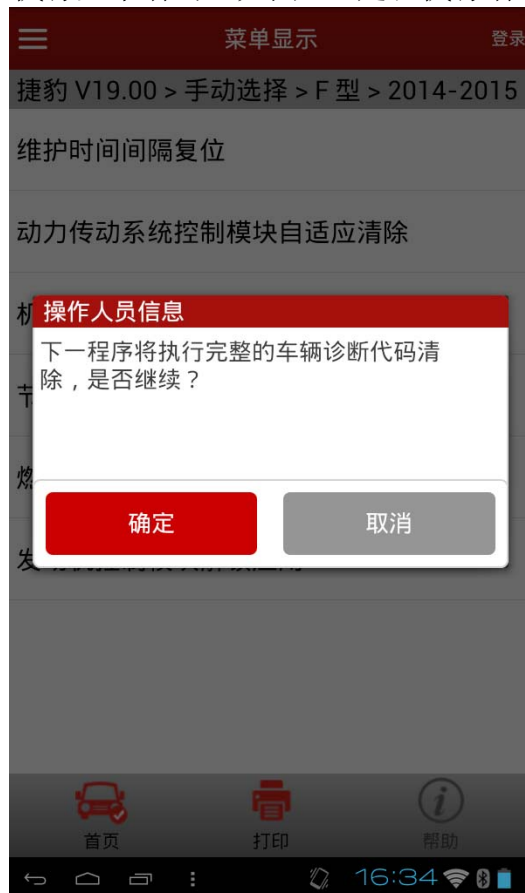 菜单显示 登录
捷豹 V19.00 > 手动选择 > F 型 > 2014-2015
维护时间间隔复位
动力传动系统控制模块自适应清除
操作人员信息
下一程序将执行完整的车辆诊断代码清
除，是否继续？
节
燃
确定 取消
首页 打印 帮助
16:34